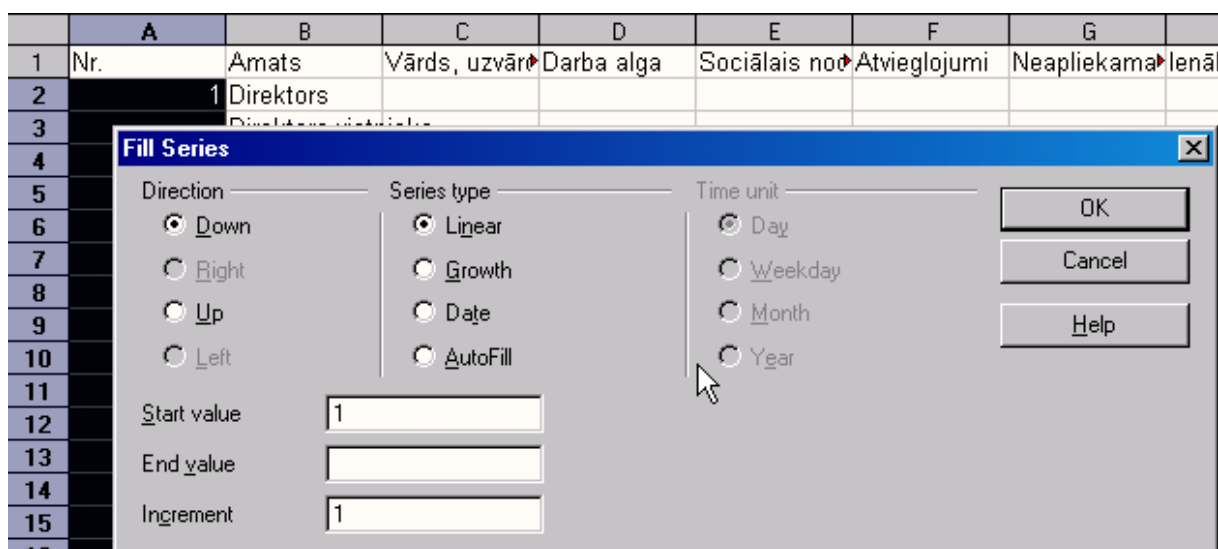 A B C D E F G
1 Nr. Amats Vārds, uzvārd Darba alga Sociālais nod Atvieglojumi Neapliekama Ienāl
2 1 Direktors
3
Fill Series
4
5 Direction Series type Time unit
OK
6 Down Linear Day
7 Right Growth Weekday
Cancel
8
9 Up Date Month
Help
10 Left AutoFill Year
11
12 Start value 1
13 End value
14
15 Increment 1